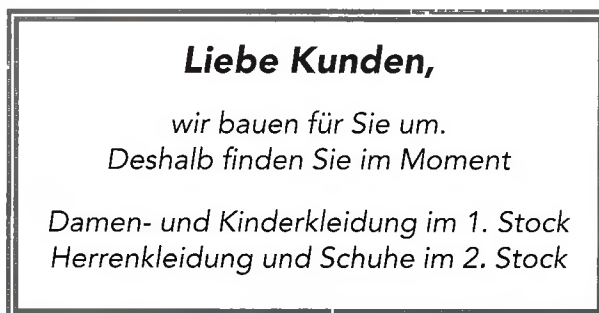 Liebe Kunden,
wir bauen für Sie um.
Deshalb finden Sie im Moment
Damen- und Kinderkleidung im 1. Stock
Herrenkleidung und Schuhe im 2. Stock